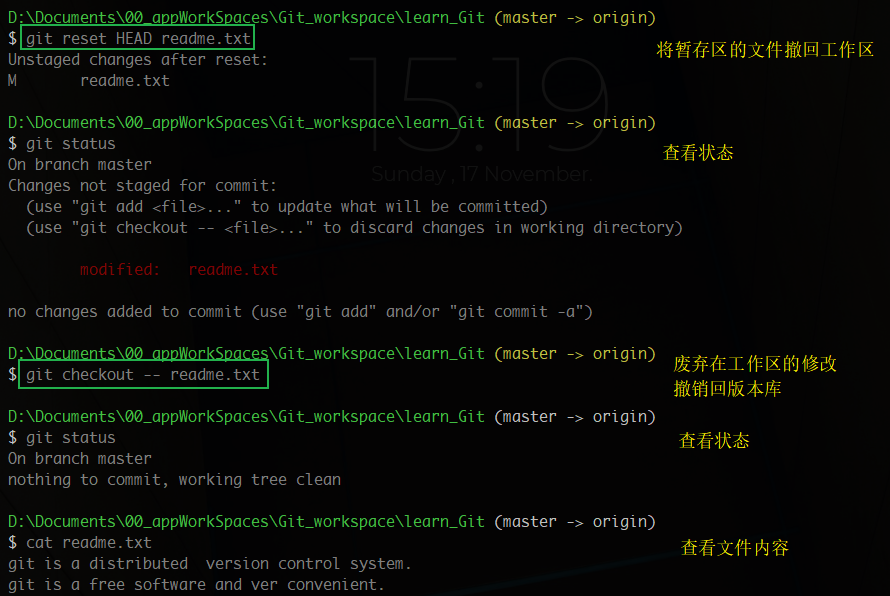 D:\Documents\00_appWorkSpaces\Git_workspace\learn_Git (master -> origin)
$ git reset HEAD readme.txt
将暂存区的文件撤回工作区
Unstaged changes after reset:
M       readme.txt
15:19
D:\Documents\00_appWorkSpaces\Git_workspace\learn_Git (master -> origin)
$ git status
查看状态
On branch master
Sunday , 17 November.
Changes not staged for commit:
  (use "git add <file>..." to update what will be committed)
  (use "git checkout -- <file>..." to discard changes in working directory)
        modified:   readme.txt
no changes added to commit (use "git add" and/or "git commit -a")
D:\Documents\00_appWorkSpaces\Git_workspace\learn_Git (master -> origin)
废弃在工作区的修改
$ git checkout -- readme.txt
撤销回版本库
D:\Documents\00_appWorkSpaces\Git_workspace\learn_Git (master -> origin)
$ git status
查看状态
On branch master
nothing to commit, working tree clean
D:\Documents\00_appWorkSpaces\Git_workspace\learn_Git (master -> origin)
$ cat readme.txt
查看文件内容
git is a distributed  version control system.
git is a free software and ver convenient.